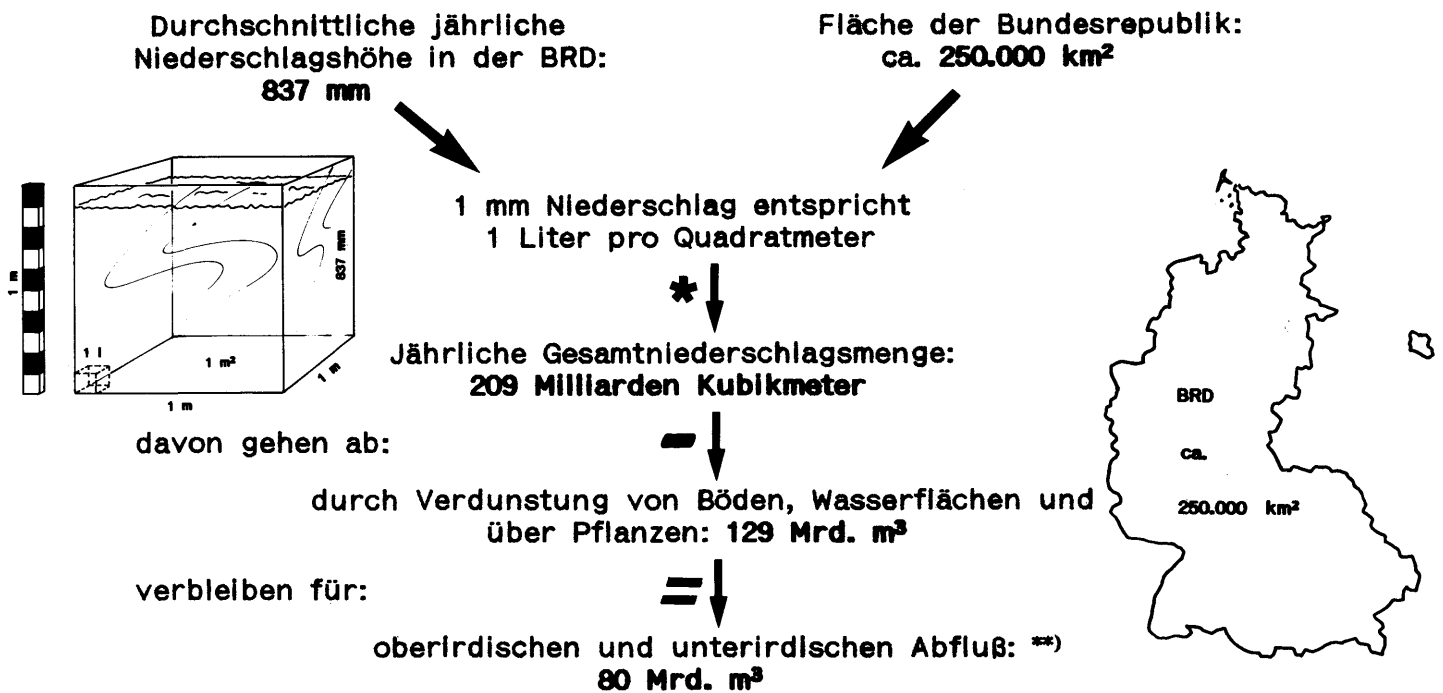 Durchschnittliche jährliche
Niederschlagshöhe in der BRD:
837 mm
Fläche der Bundesrepublik:
ca. 250.000 km²
1 m
837 mm
1 l
1 m²
1 m
1 m
1 mm Niederschlag entspricht
1 Liter pro Quadratmeter
*
Jährliche Gesamtniederschlagsmenge:
209 Milliarden Kubikmeter
davon gehen ab:
-
durch Verdunstung von Böden, Wasserflächen und
über Pflanzen: 129 Mrd. m³
verbleiben für:
=
oberirdischen und unterirdischen Abfluß: **)
80 Mrd. m³
BRD
ca.
250.000 km²